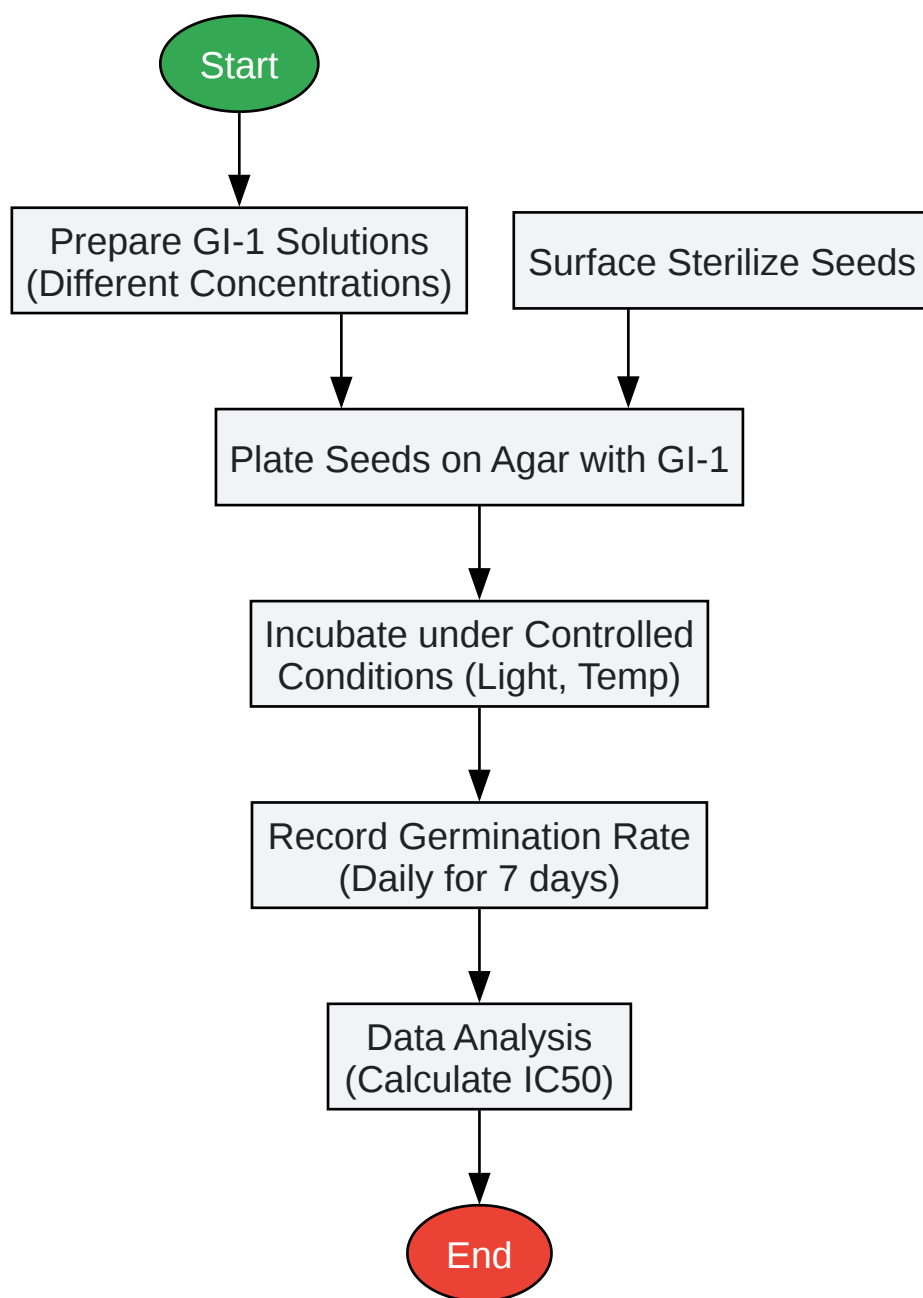 Start
Prepare GI-1 Solutions
(Different Concentrations)
Surface Sterilize Seeds
Plate Seeds on Agar with GI-1
Incubate under Controlled
Conditions (Light, Temp)
Record Germination Rate
(Daily for 7 days)
Data Analysis
(Calculate IC50)
End